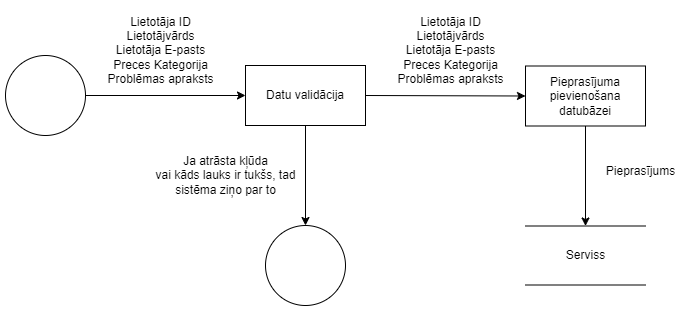 Lietotāja ID
Lietotājvārds
Lietotāja E-pasts
Preces Kategorija
Problēmas apraksts
Lietotāja ID
Lietotājvārds
Lietotāja E-pasts
Preces Kategorija
Problēmas apraksts
Datu validācija
Pieprasījuma
pievienošana
datubāzei
Ja atrāsta kļūda
vai kāds lauks ir tukšs, tad
sistēma ziņo par to
Pieprasījums
Serviss